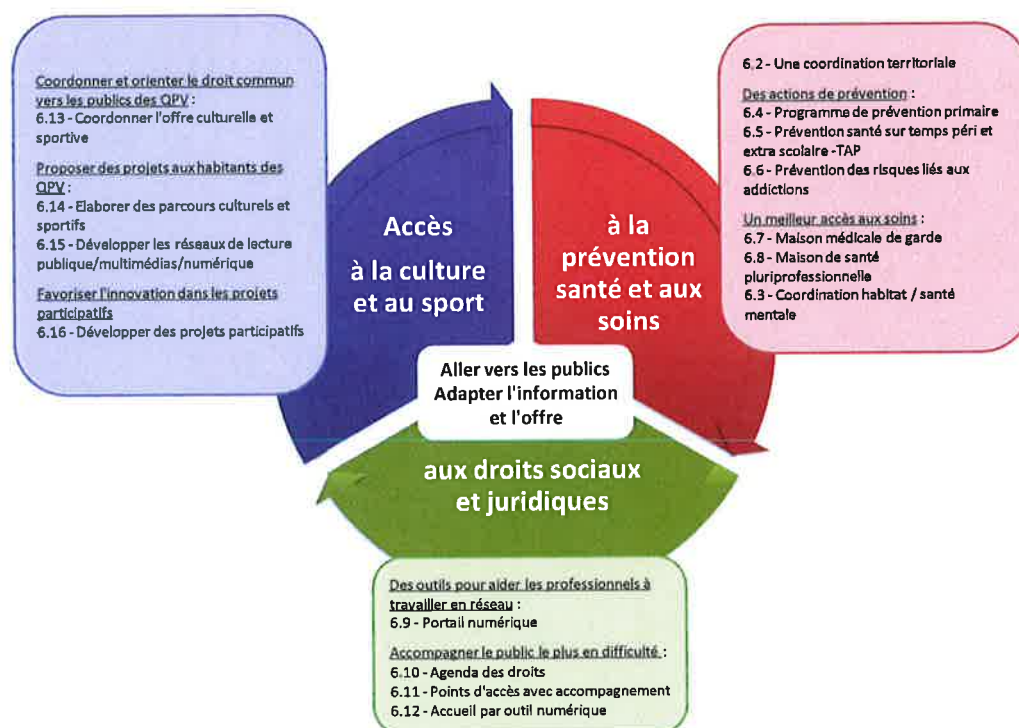 Coordonner et orienter le droit commun
vers les publics des QPV :
6.13 - Coordonner l'offre culturelle et
sportive
Proposer des projets aux habitants des
QPV :
6.14 - Elaborer des parcours culturels et
sportifs
6.15 - Développer les réseaux de lecture
publique/multimédias/numérique
Favoriser l'innovation dans les projets
participatifs
6.16 - Développer des projets participatifs
Accès
à la culture
et au sport
à la
prévention
santé et aux
soins
6.2 - Une coordination territoriale
Des actions de prévention :
6.4 - Programme de prévention primaire
6.5 - Prévention santé sur temps péri et
extra scolaire -TAP
6.6 - Prévention des risques liés aux
addictions
Un meilleur accès aux soins :
6.7 - Maison médicale de garde
6.8 - Maison de santé
pluriprofessionnelle
6.3 - Coordination habitat / santé
mentale
Aller vers les publics
Adapter l'information
et l'offre
aux droits sociaux
et juridiques
Des outils pour aider les professionnels à
travailler en réseau :
6.9 - Portail numérique
Accompagner le public le plus en difficulté :
6.10 - Agenda des droits
6.11 - Points d'accès avec accompagnement
6.12 - Accueil par outil numérique